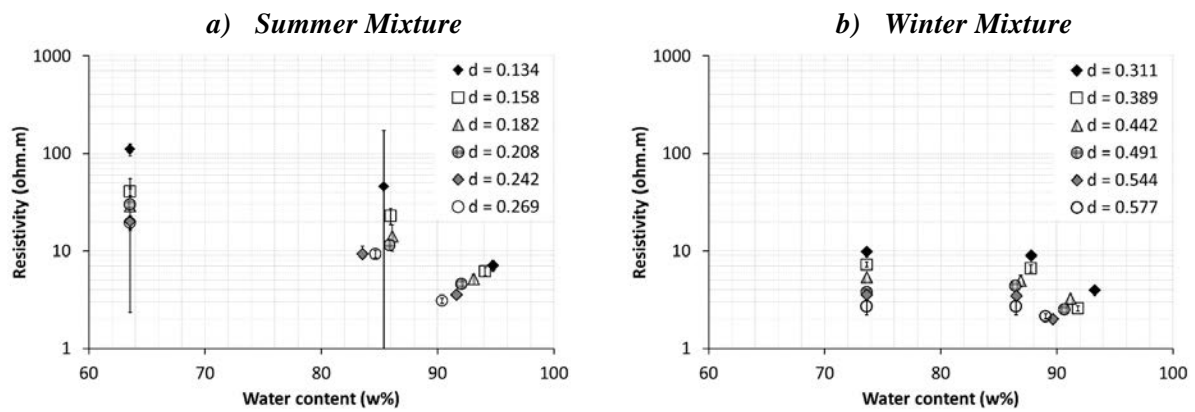 a) Summer Mixture
1000
100
10
1
Resistivity (ohm.m)
60 70 80 90 100
Water content (w%)
d = 0.134
d = 0.158
d = 0.182
d = 0.208
d = 0.242
d = 0.269
b) Winter Mixture
1000
100
10
1
Resistivity (ohm.m)
60 70 80 90 100
Water content (w%)
d = 0.311
d = 0.389
d = 0.442
d = 0.491
d = 0.544
d = 0.577